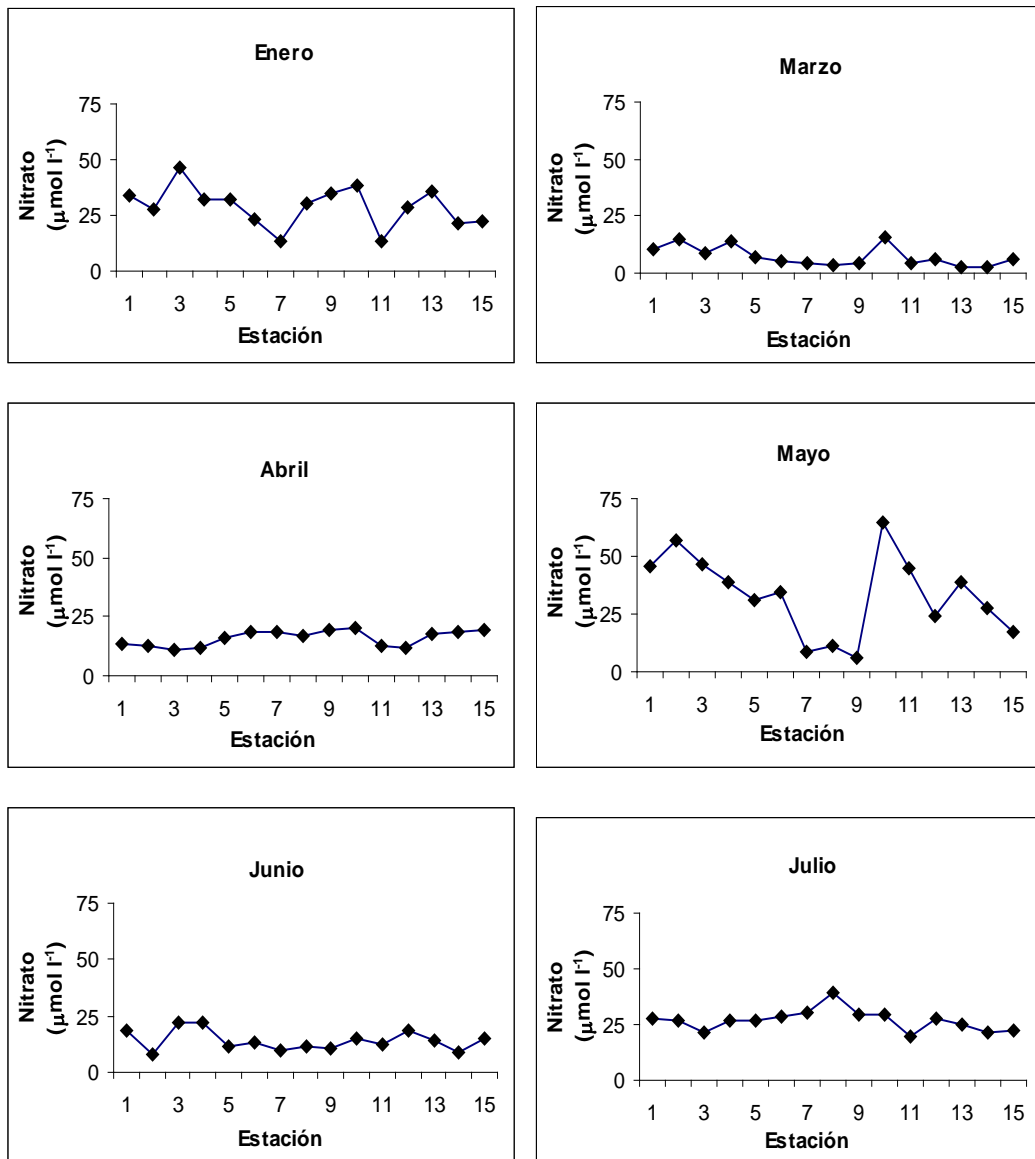 Enero
75
50
25
0
Nitrato
(µmol l⁻¹)
1 3 5 7 9 11 13 15
Estación
Marzo
75
50
25
0
Nitrato
(µmol l⁻¹)
1 3 5 7 9 11 13 15
Estación
Abril
75
50
25
0
Nitrato
(µmol l⁻¹)
1 3 5 7 9 11 13 15
Estación
Mayo
75
50
25
0
Nitrato
(µmol l⁻¹)
1 3 5 7 9 11 13 15
Estación
Junio
75
50
25
0
Nitrato
(µmol l⁻¹)
1 3 5 7 9 11 13 15
Estación
Julio
75
50
25
0
Nitrato
(µmol l⁻¹)
1 3 5 7 9 11 13 15
Estación